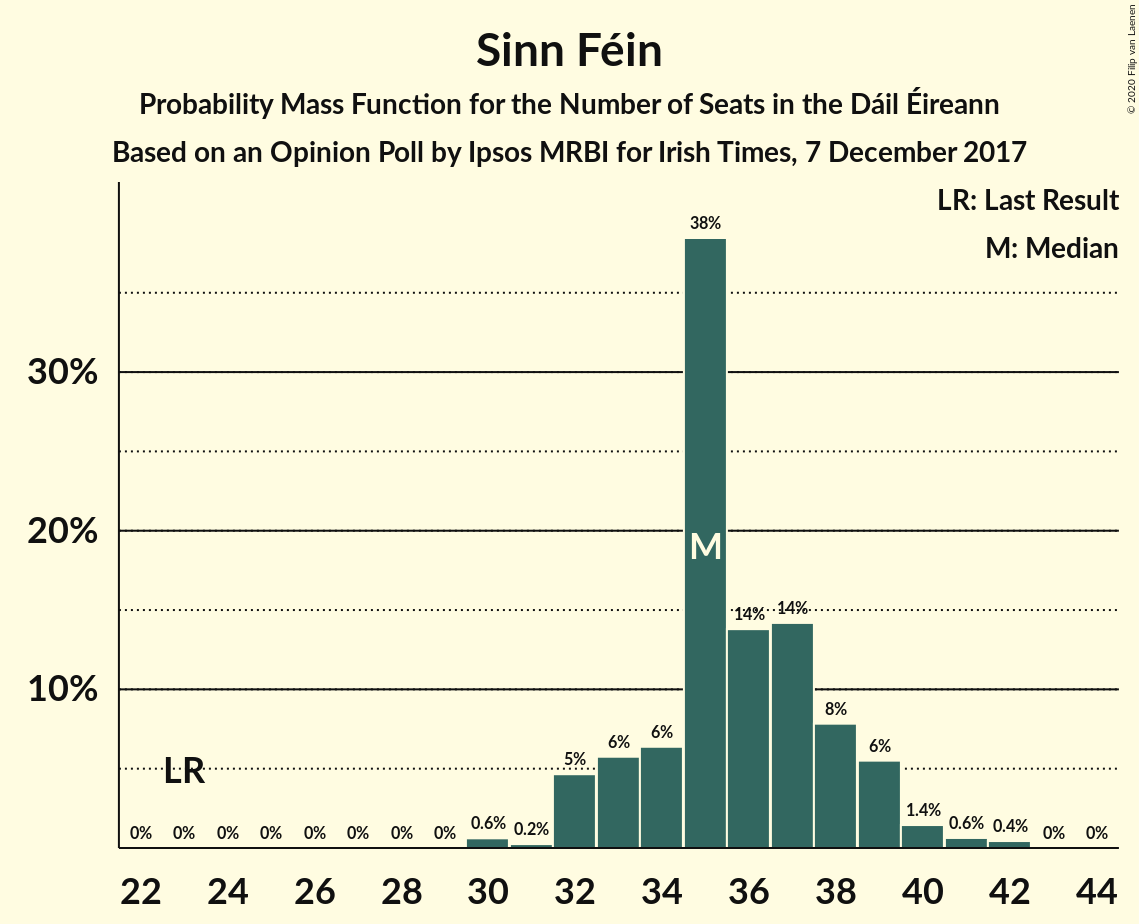 Sinn Féin
Probability Mass Function for the Number of Seats in the Dáil Éireann
Based on an Opinion Poll by Ipsos MRBI for Irish Times, 7 December 2017
© 2020 Filip van Laenen
LR: Last Result
M: Median
30%
20%
10%
0% 0% 0% 0% 0% 0% 0% 0% 0.6% 0.2% 5% 6% 6% 38% 14% 14% 8% 6% 1.4% 0.6% 0.4% 0% 0%
LR
M
22 24 26 28 30 32 34 36 38 40 42 44